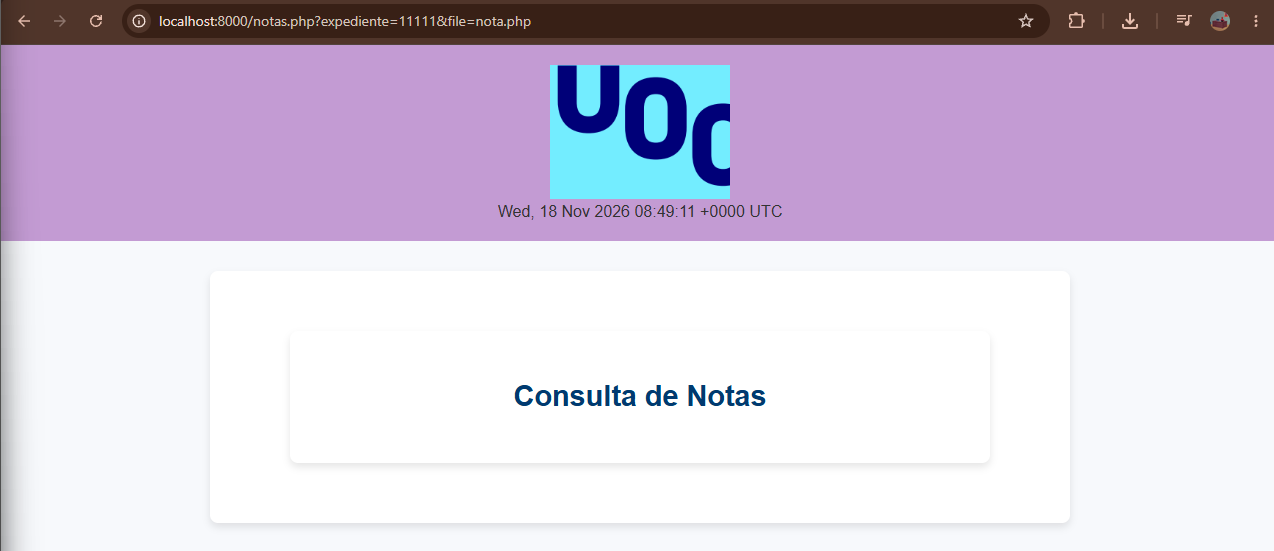 localhost:8000/notas.php?expediente=11111&file=nota.php
UOC
Wed, 18 Nov 2026 08:49:11 +0000 UTC
Consulta de Notas